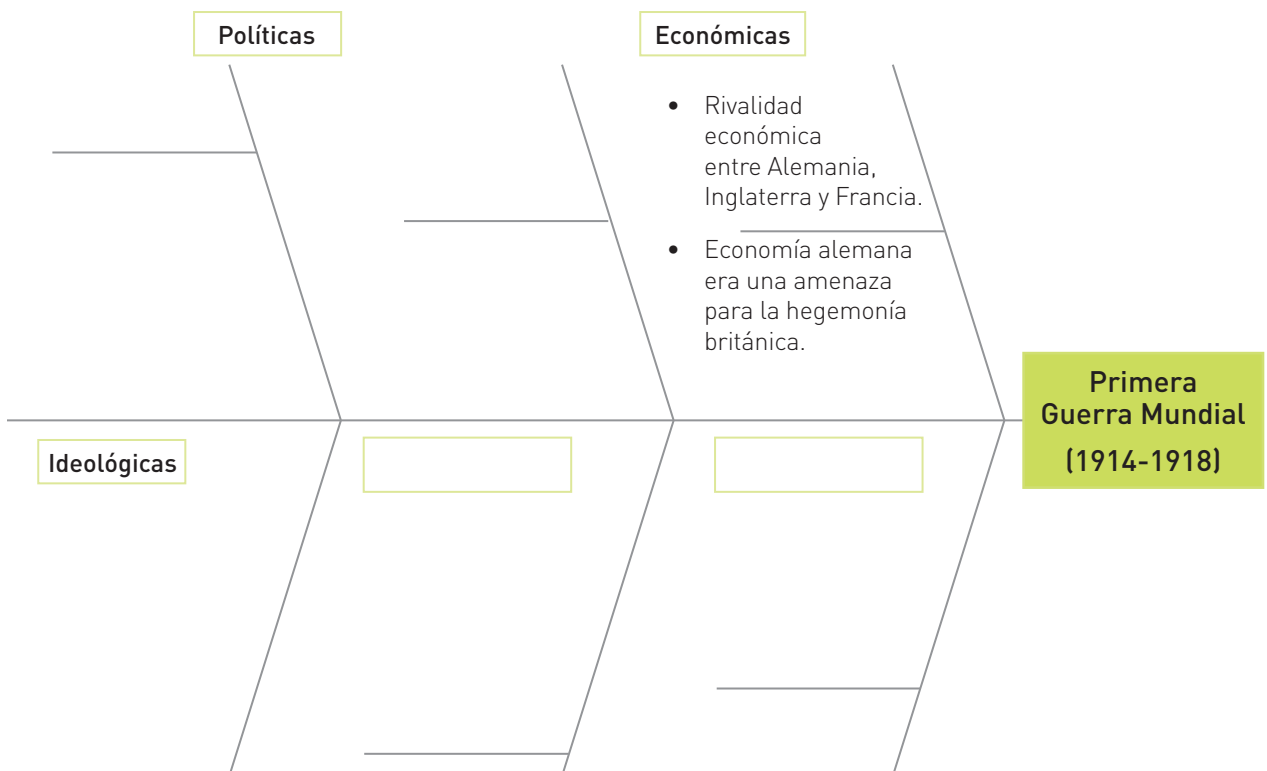 Políticas
Económicas
• Rivalidad
económica
entre Alemania,
Inglaterra y Francia.
• Economía alemana
era una amenaza
para la hegemonía
británica.
Primera
Guerra Mundial
(1914-1918)
Ideológicas